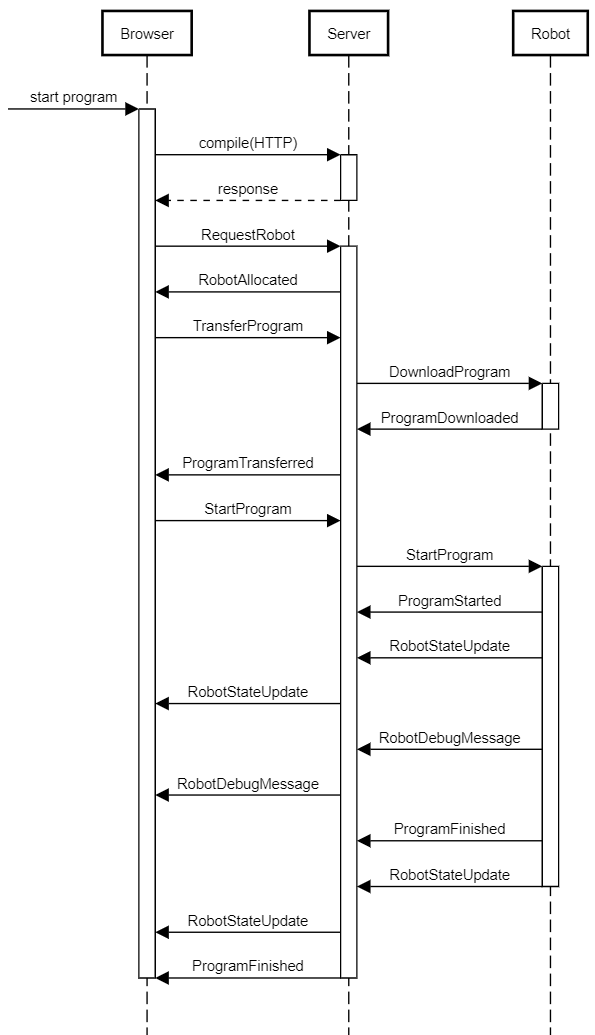 Browser
Server
Robot
start program
compile(HTTP)
response
RequestRobot
RobotAllocated
TransferProgram
DownloadProgram
ProgramDownloaded
ProgramTransferred
StartProgram
StartProgram
ProgramStarted
RobotStateUpdate
RobotStateUpdate
RobotDebugMessage
RobotDebugMessage
ProgramFinished
RobotStateUpdate
RobotStateUpdate
ProgramFinished